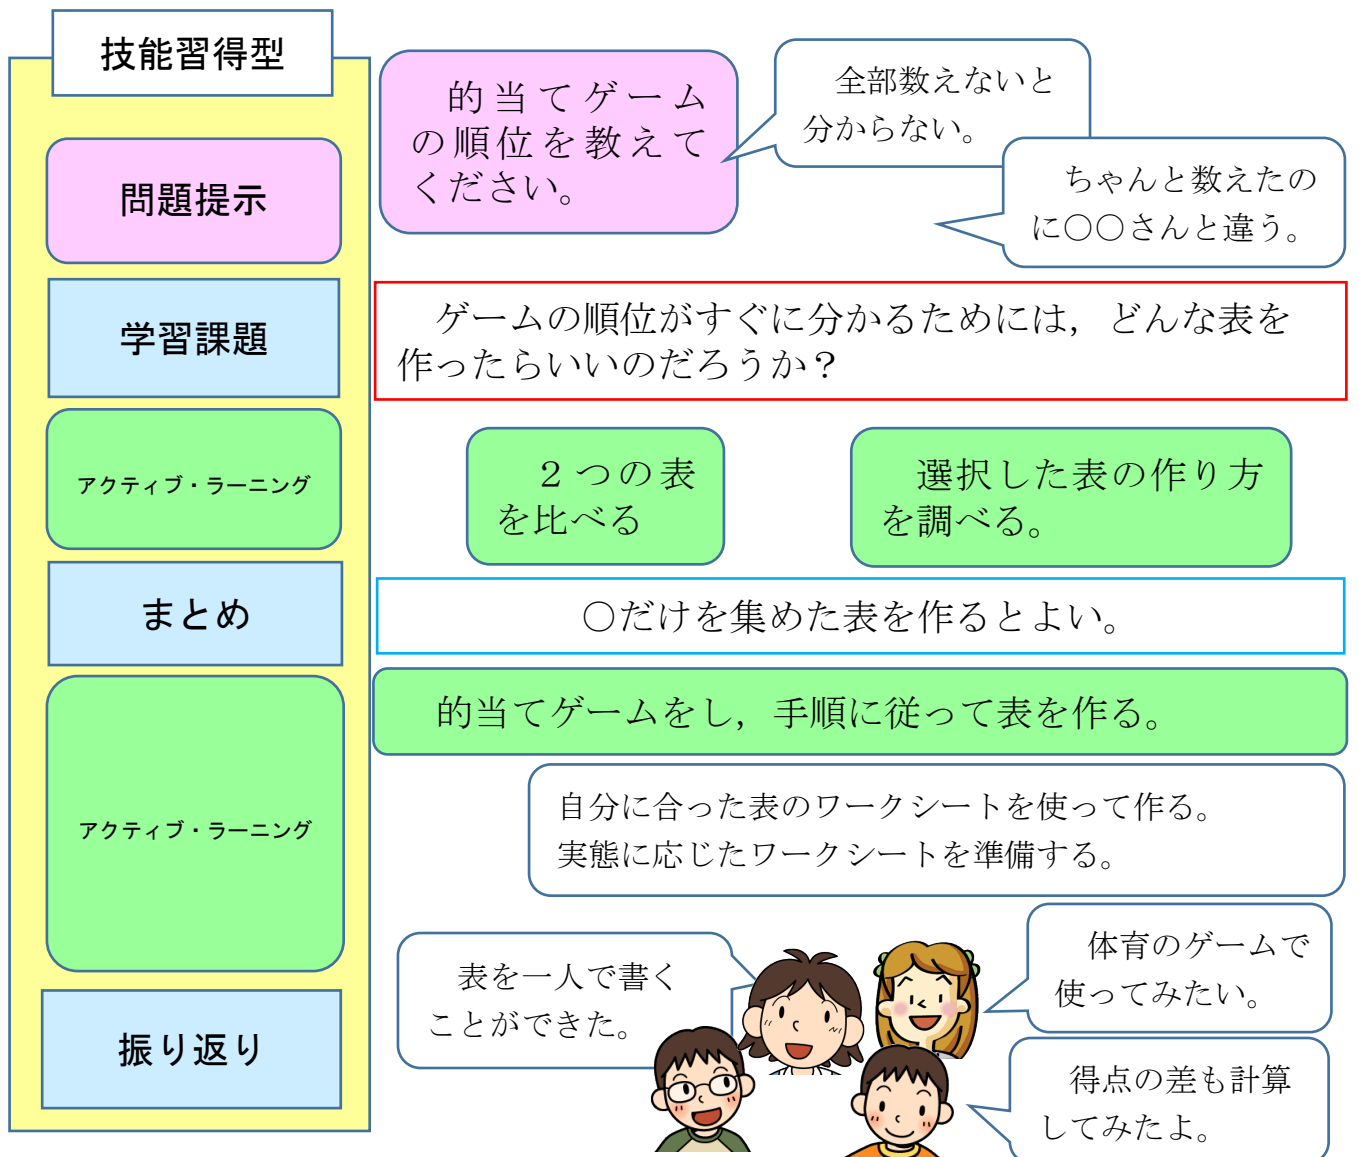 技能習得型
問題提示
的当てゲーム
の順位を教えて
ください。
全部数えないと
分からない。
ちゃんと数えたの
に○○さんと違う。
学習課題
ゲームの順位がすぐに分かるためには，どんな表を
作ったらいいのだろうか？
アクティブ・ラーニング
２つの表
を比べる
選択した表の作り方
を調べる。
まとめ
○だけを集めた表を作るとよい。
アクティブ・ラーニング
的当てゲームをし，手順に従って表を作る。
自分に合った表のワークシートを使って作る。
実態に応じたワークシートを準備する。
振り返り
表を一人で書く
ことができた。
体育のゲームで
使ってみたい。
得点の差も計算
してみたよ。